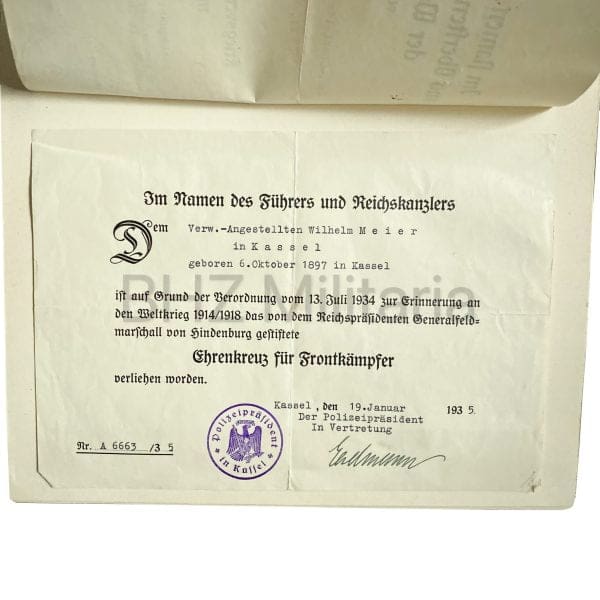 Im Namen des Führers und Reichskanzlers
Dem Verw.-Angestellten Wilhelm Meier
in Kassel
geboren 6.Oktober 1897 in Kassel
ist auf Grund der Verordnung vom 13. Juli 1934 zur Erinnerung an
den Weltkrieg 1914/1918 das von dem Reichspräsidenten Generalfeld-
marschall von Hindenburg gestiftete
Ehrenkreuz für Frontkämpfer
verliehen worden.
Kassel, den 19.Januar 1935.
Der Polizeipräsident
In Vertretung
Nr. A 6663 /35
Polizeipräsident
in Kassel
BHZ Militaria